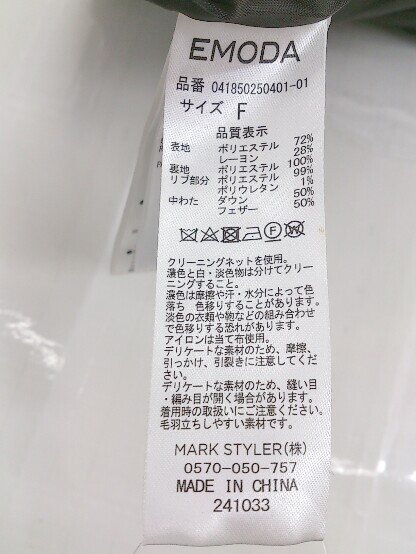 EMODA
品番 041850250401-01
サイズ F
品質表示
表地 ポリエステル 72%
レーヨン 28%
裏地 ポリエステル 100%
リブ部分 ポリエステル 99%
ポリウレタン 1%
中わた ダウン 50%
フェザー 50%
クリーニングネットを使用。
濃色と白・淡色物は分けてクリー
ニングすること。
濃色は摩擦や汗・水分によって色
落ち 色移りすることがあります。
淡色の衣類や物などの組み合わせ
で色移りする恐れがあります。
アイロンは当て布使用。
デリケートな素材のため、摩擦、
引っかけ、引裂きに注意してくだ
さい。
デリケートな素材のため、縫い目
・編み目が開く場合があります。
着用時の取扱いにご注意ください。
毛羽立ちしやすい素材です。
MARK STYLER(株)
0570-050-757
MADE IN CHINA
241033